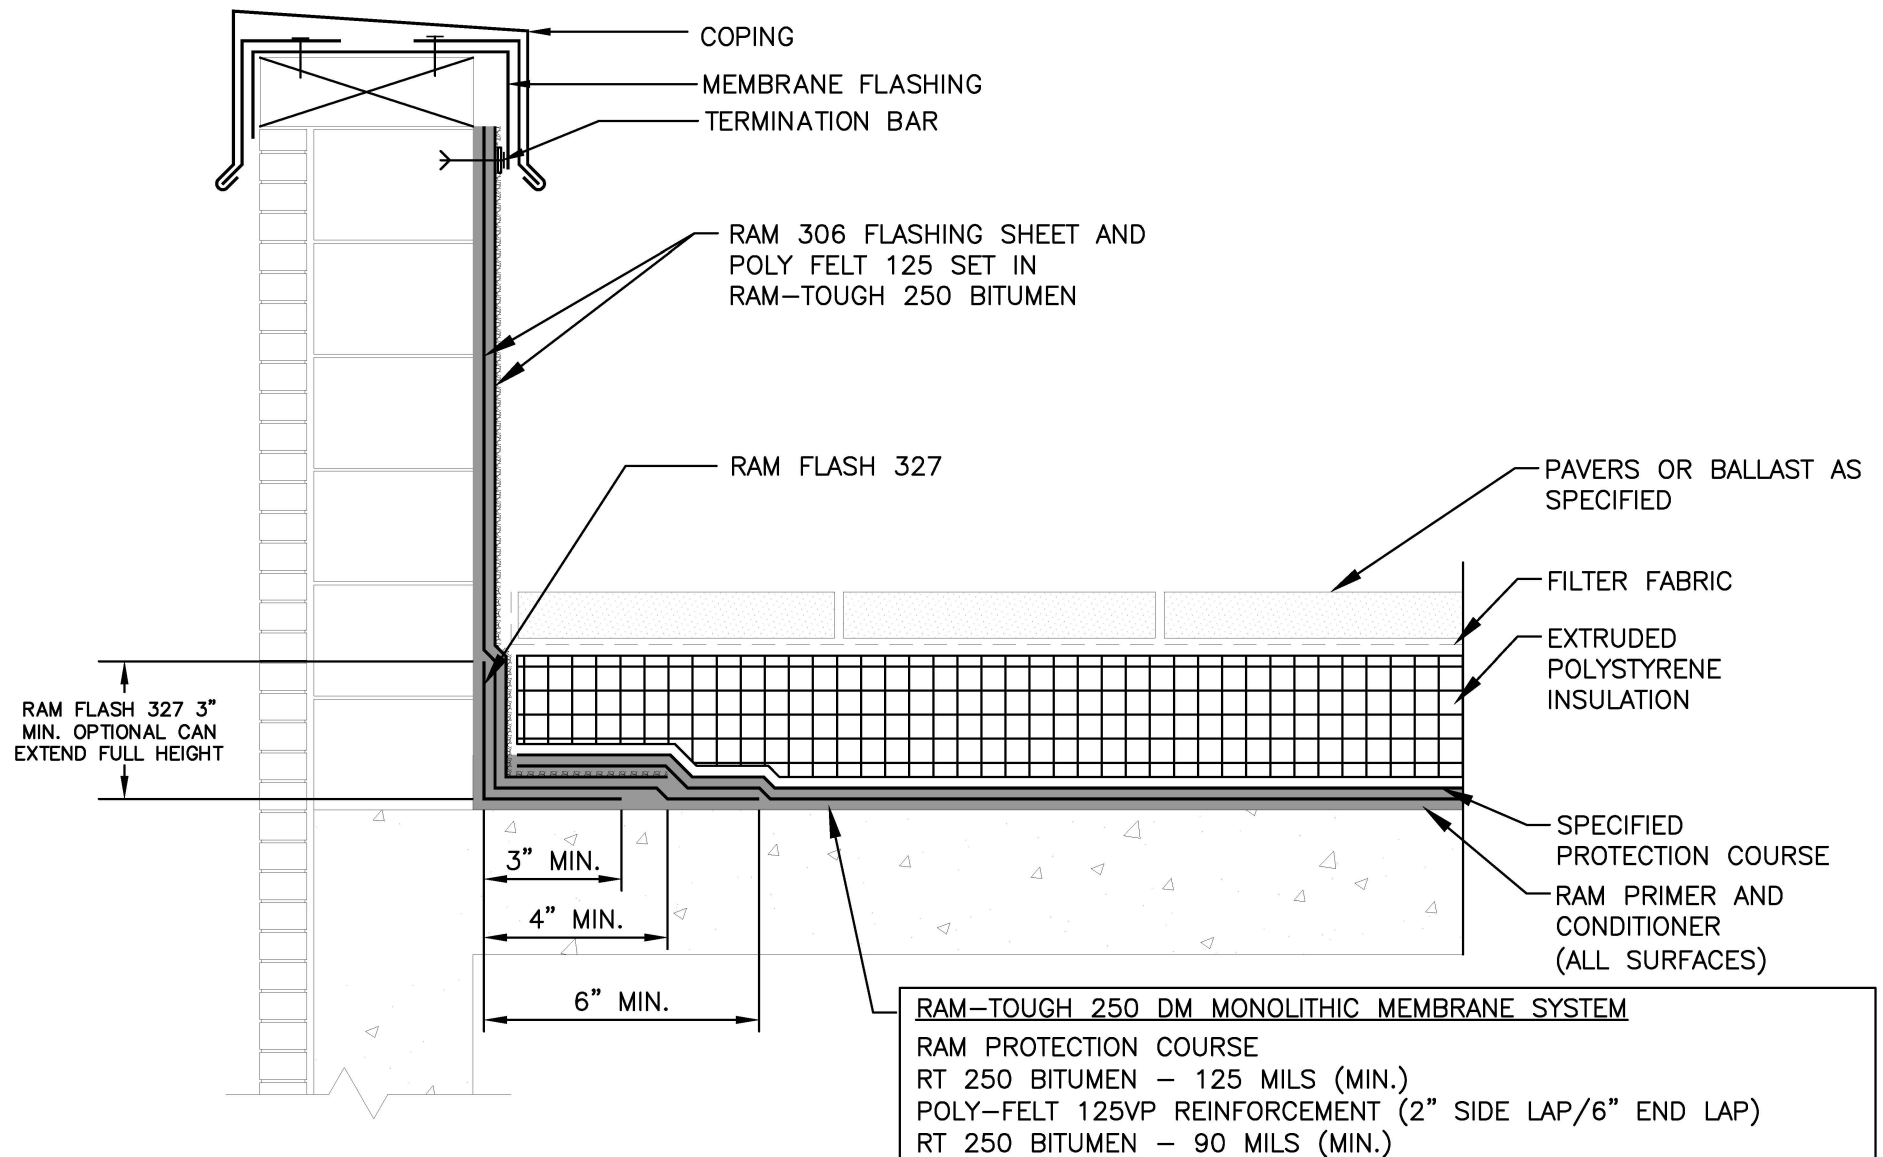 COPING
MEMBRANE FLASHING
TERMINATION BAR
RAM 306 FLASHING SHEET AND
POLY FELT 125 SET IN
RAM-TOUGH 250 BITUMEN
RAM FLASH 327
PAVERS OR BALLAST AS
SPECIFIED
FILTER FABRIC
EXTRUDED
POLYSTYRENE
INSULATION
RAM FLASH 327 3”
MIN. OPTIONAL CAN
EXTEND FULL HEIGHT
3” MIN.
4” MIN.
6” MIN.
SPECIFIED
PROTECTION COURSE
RAM PRIMER AND
CONDITIONER
(ALL SURFACES)
RAM-TOUGH 250 DM MONOLITHIC MEMBRANE SYSTEM
RAM PROTECTION COURSE
RT 250 BITUMEN - 125 MILS (MIN.)
POLY-FELT 125VP REINFORCEMENT (2” SIDE LAP/6” END LAP)
RT 250 BITUMEN - 90 MILS (MIN.)